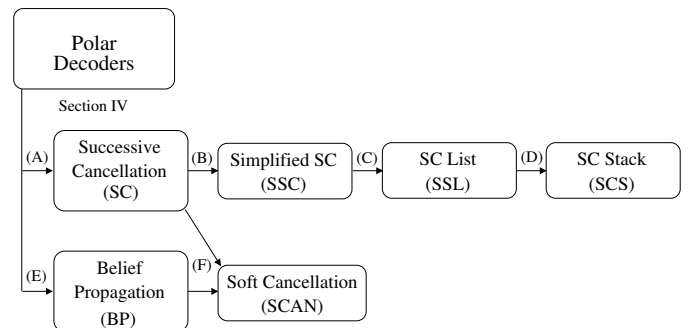 Polar
Decoders
Section IV
(A)
Successive
Cancellation
(SC)
(B)
Simplified SC
(SSC)
(C)
SC List
(SSL)
(D)
SC Stack
(SCS)
(E)
Belief
Propagation
(BP)
(F)
Soft Cancellation
(SCAN)